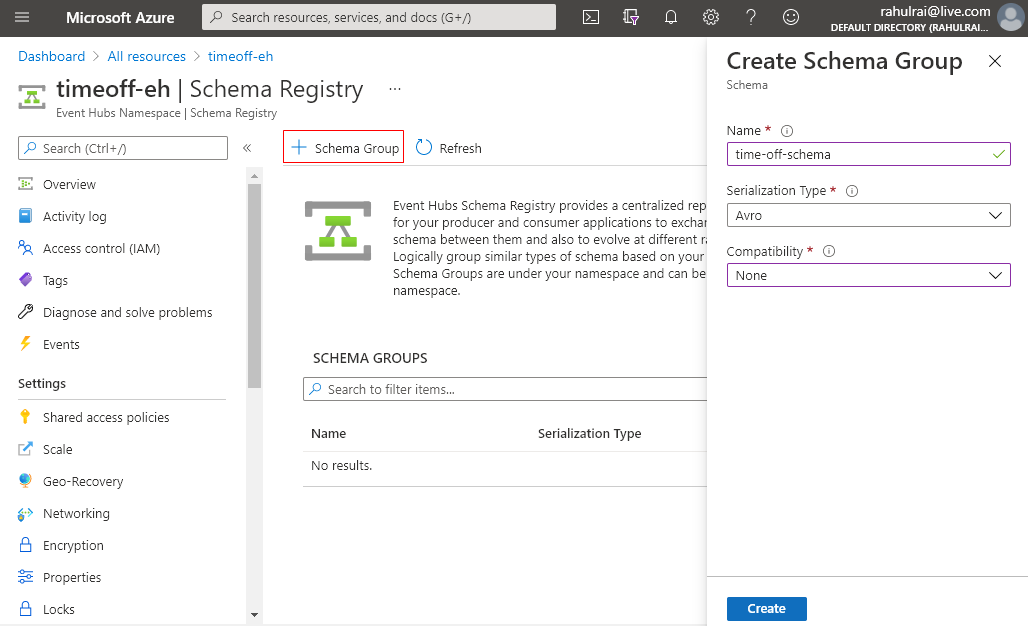 Microsoft Azure
Search resources, services, and docs (G+/)
rahulrai@live.com
DEFAULT DIRECTORY (RAHULRAI...
Dashboard > All resources > timeoff-eh
timeoff-eh | Schema Registry ...
Event Hubs Namespace | Schema Registry
Search (Ctrl+/)
«
Overview
Activity log
Access control (IAM)
Tags
Diagnose and solve problems
Events
Settings
Shared access policies
Scale
Geo-Recovery
Networking
Encryption
Properties
Locks
+ Schema Group
Refresh
Event Hubs Schema Registry provides a centralized rep
for your producer and consumer applications to exchan
schema between them and also to evolve at different ra
Logically group similar types of schema based on your
Schema Groups are under your namespace and can be
namespace.
SCHEMA GROUPS
Search to filter items...
Name Serialization Type
No results.
Create Schema Group
Schema
Name *
time-off-schema
Serialization Type *
Avro
Compatibility *
None
Create